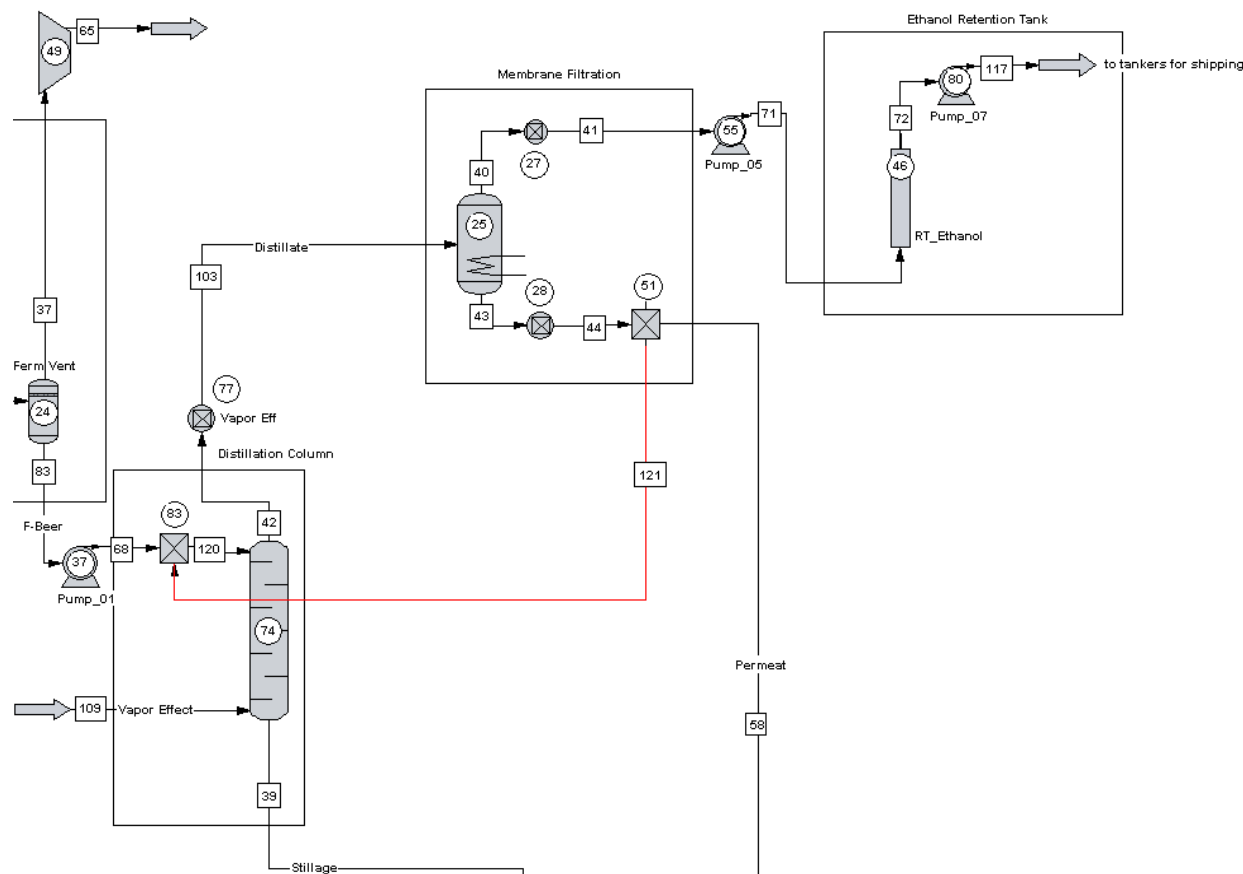 65
49
Ethanol Retention Tank
80
117
to tankers for shipping
Pump_07
72
46
RT_Ethanol
Membrane Filtration
40
27
41
55
71
Pump_05
25
43
28
44
51
Distillate
103
77
Vapor Eff
37
Ferm Vent
24
83
F-Beer
37
Pump_01
Distillation Column
68
83
120
42
74
121
109
Vapor Effect
39
Stillage
Permeat
58